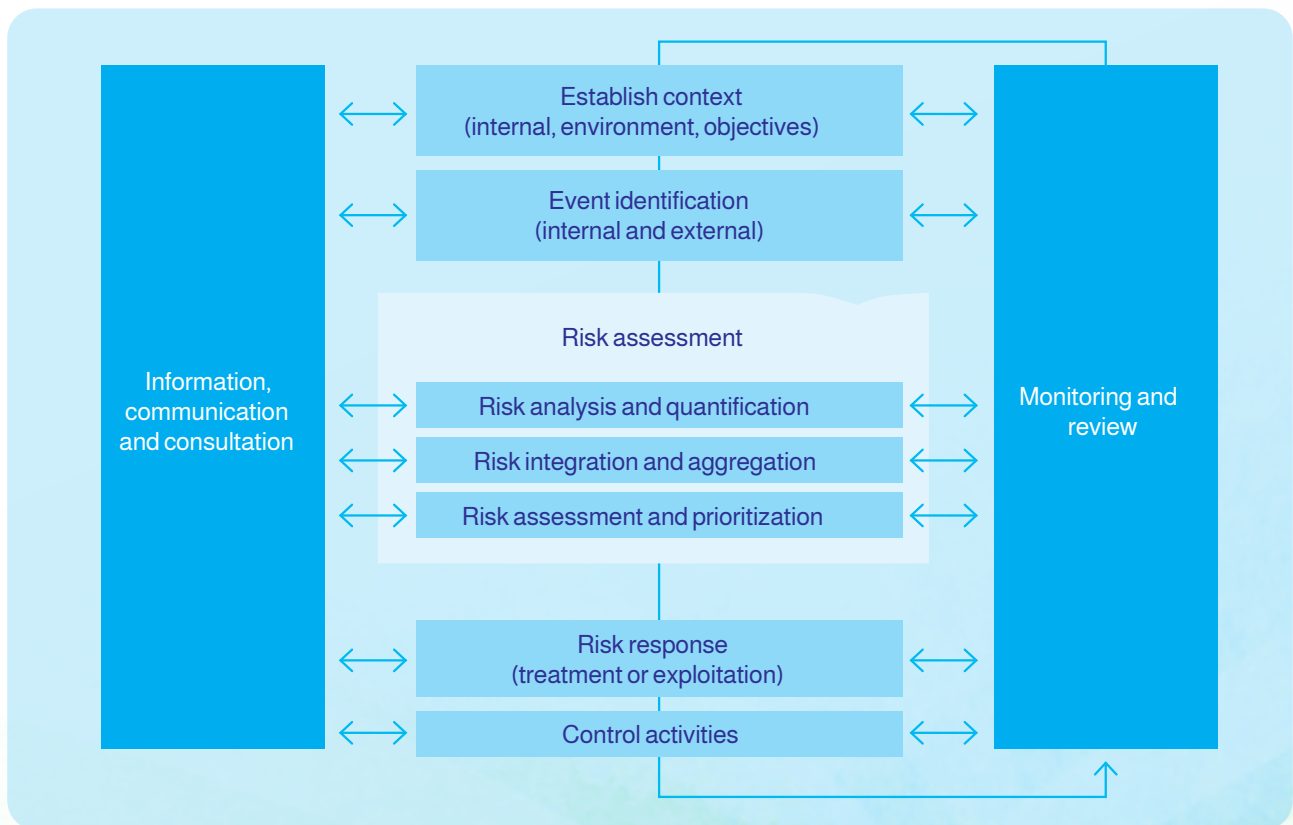 Establish context
(internal, environment, objectives)
Event identification
(internal and external)
Risk assessment
Information,
communication
and consultation
Risk analysis and quantification
Risk integration and aggregation
Risk assessment and prioritization
Monitoring and
review
Risk response
(treatment or exploitation)
Control activities